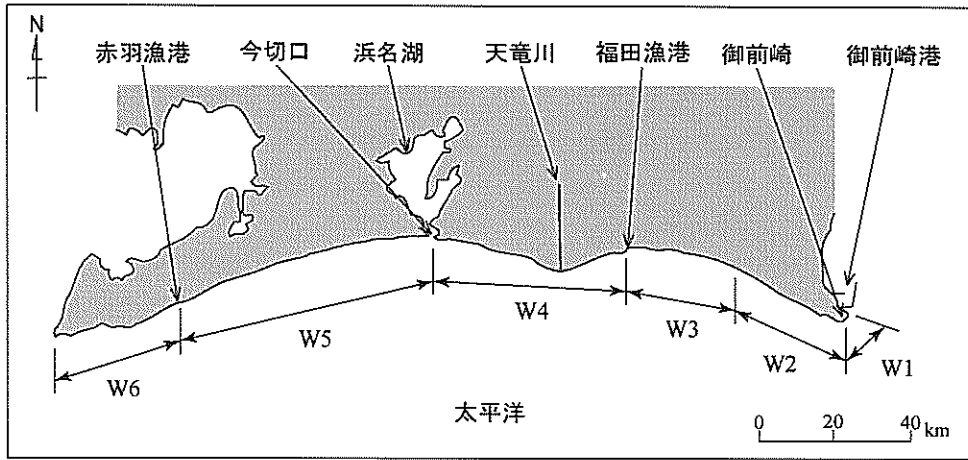 N
赤羽漁港
今切口
浜名湖
天竜川
福田漁港
御前崎
御前崎港
W6
W5
W4
W3
W2
W1
太平洋
0 20 40 km